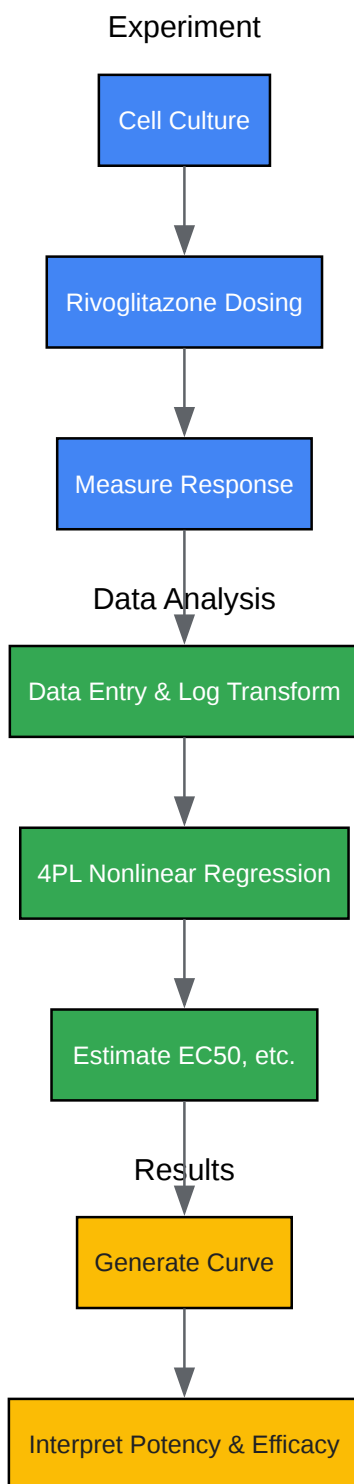 Experiment
Cell Culture
Rivoglitazone Dosing
Measure Response
Data Analysis
Data Entry & Log Transform
4PL Nonlinear Regression
Estimate EC50, etc.
Results
Generate Curve
Interpret Potency & Efficacy